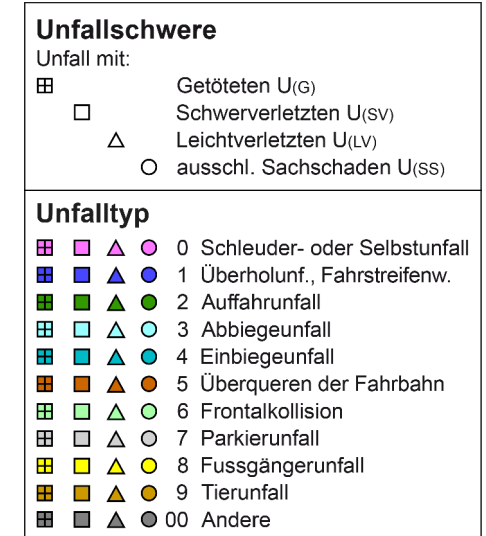 Unfallschwere
Unfall mit:
Getöteten U(G)
Schwerverletzten U(SV)
Leichtverletzten U(LV)
ausschl. Sachschaden U(SS)
Unfalltyp
0 Schleuder- oder Selbstunfall
1 Überholunf., Fahrstreifenw.
2 Auffahrunfall
3 Abbiegeunfall
4 Einbiegeunfall
5 Überqueren der Fahrbahn
6 Frontalkollision
7 Parkierunfall
8 Fussgängerunfall
9 Tierunfall
00 Andere